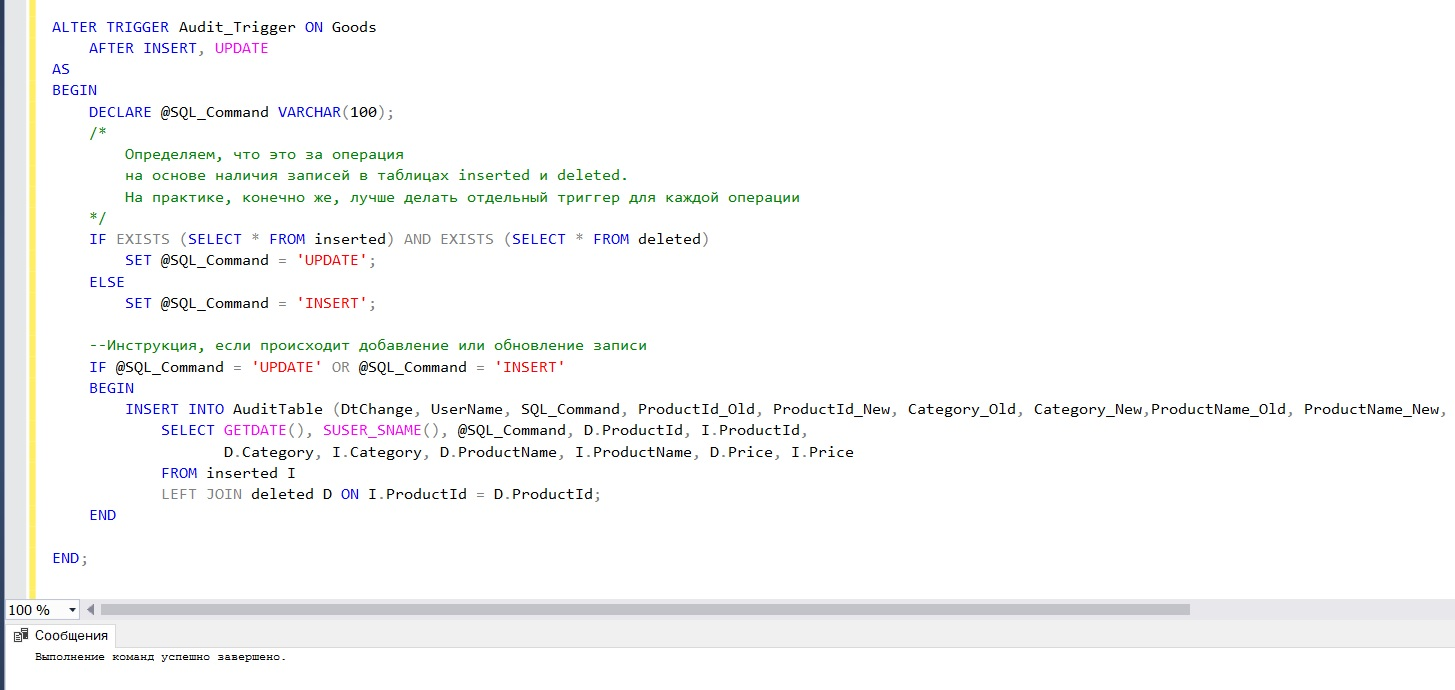 ALTER TRIGGER Audit_Trigger ON Goods
AFTER INSERT, UPDATE
AS
BEGIN
DECLARE @SQL_Command VARCHAR(100);
/*
Определяем, что это за операция
на основе наличия записей в таблицах inserted и deleted.
На практике, конечно же, лучше делать отдельный триггер для каждой операции
*/
IF EXISTS (SELECT * FROM inserted) AND EXISTS (SELECT * FROM deleted)
SET @SQL_Command = 'UPDATE';
ELSE
SET @SQL_Command = 'INSERT';
--Инструкция, если происходит добавление или обновление записи
IF @SQL_Command = 'UPDATE' OR @SQL_Command = 'INSERT'
BEGIN
INSERT INTO AuditTable (DtChange, UserName, SQL_Command, ProductId_Old, ProductId_New, Category_Old, Category_New,ProductName_Old, ProductName_New,
SELECT GETDATE(), SUSER_SNAME(), @SQL_Command, D.ProductId, I.ProductId,
D.Category, I.Category, D.ProductName, I.ProductName, D.Price, I.Price
FROM inserted I
LEFT JOIN deleted D ON I.ProductId = D.ProductId;
END
END;
100 %
Сообщения
Выполнение команд успешно завершено.